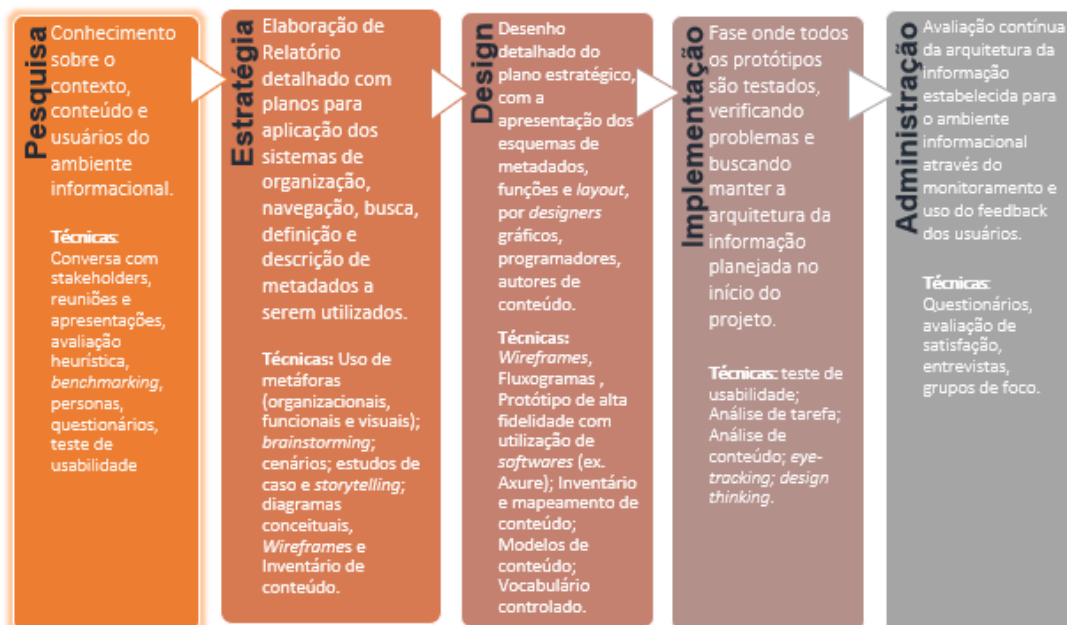 Pesquisa
Conhecimento
sobre o
contexto,
conteúdo e
usuários do
ambiente
informacional.
Técnicas:
Conversa com
stakeholders,
reuniões e
apresentações,
avaliação
heurística,
benchmarking,
personas,
questionários,
teste de
usabilidade
Estratégia
Elaboração de
Relatório
detalhado com
planos para
aplicação dos
sistemas de
organização,
navegação, busca,
definição e
descrição de
metadados a
serem utilizados.
Técnicas: Uso de
metáforas
(organizacionais,
funcionais e visuais);
brainstorming;
cenários; estudos de
caso e storytelling;
diagramas
conceituais,
Wireframes e
Inventário de
conteúdo.
Design
Desenho
detalhado do
plano estratégico,
com a
apresentação dos
esquemas de
metadados,
funções e layout,
por designers
gráficos,
programadores,
autores de
conteúdo.
Técnicas:
Wireframes,
Fluxogramas ,
Protótipo de alta
fidelidade com
utilização de
softwares (ex.
Axure); Inventário
e mapeamento de
conteúdo;
Modelos de
conteúdo;
Vocabulário
controlado.
Implementação
Fase onde todos
os protótipos
são testados,
verificando
problemas e
buscando
manter a
arquitetura da
informação
planejada no
início do
projeto.
Técnicas: teste de
usabilidade;
Análise de tarefa;
Análise de
conteúdo; eye-
tracking; design
thinking.
Administração
Avaliação contínua
da arquitetura da
informação
estabelecida para
o ambiente
informacional
através do
monitoramento e
uso do feedback
dos usuários.
Técnicas:
Questionários,
avaliação de
satisfação,
entrevistas,
grupos de foco.